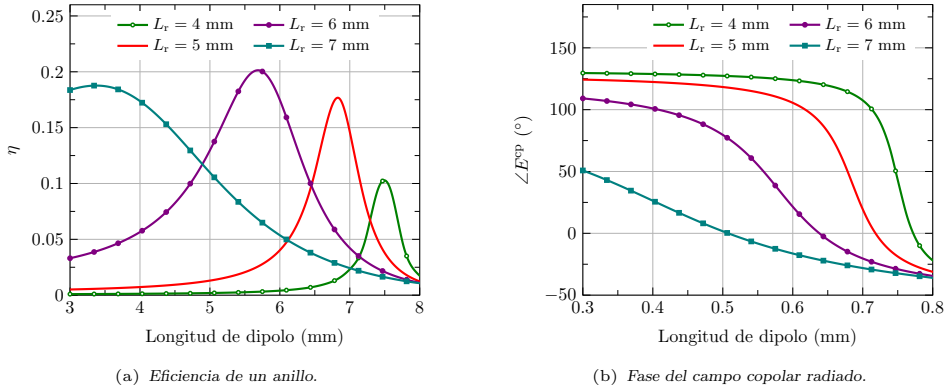 0.25
0.2
0.15
0.1
0.05
0
η
3 4 5 6 7 8
Longitud de dipolo (mm)
L_r = 4 mm L_r = 6 mm
L_r = 5 mm L_r = 7 mm
(a) Eficiencia de un anillo.
150
100
50
0
−50
∠E^cp (°)
0.3 0.4 0.5 0.6 0.7 0.8
Longitud de dipolo (mm)
L_r = 4 mm L_r = 6 mm
L_r = 5 mm L_r = 7 mm
(b) Fase del campo copolar radiado.